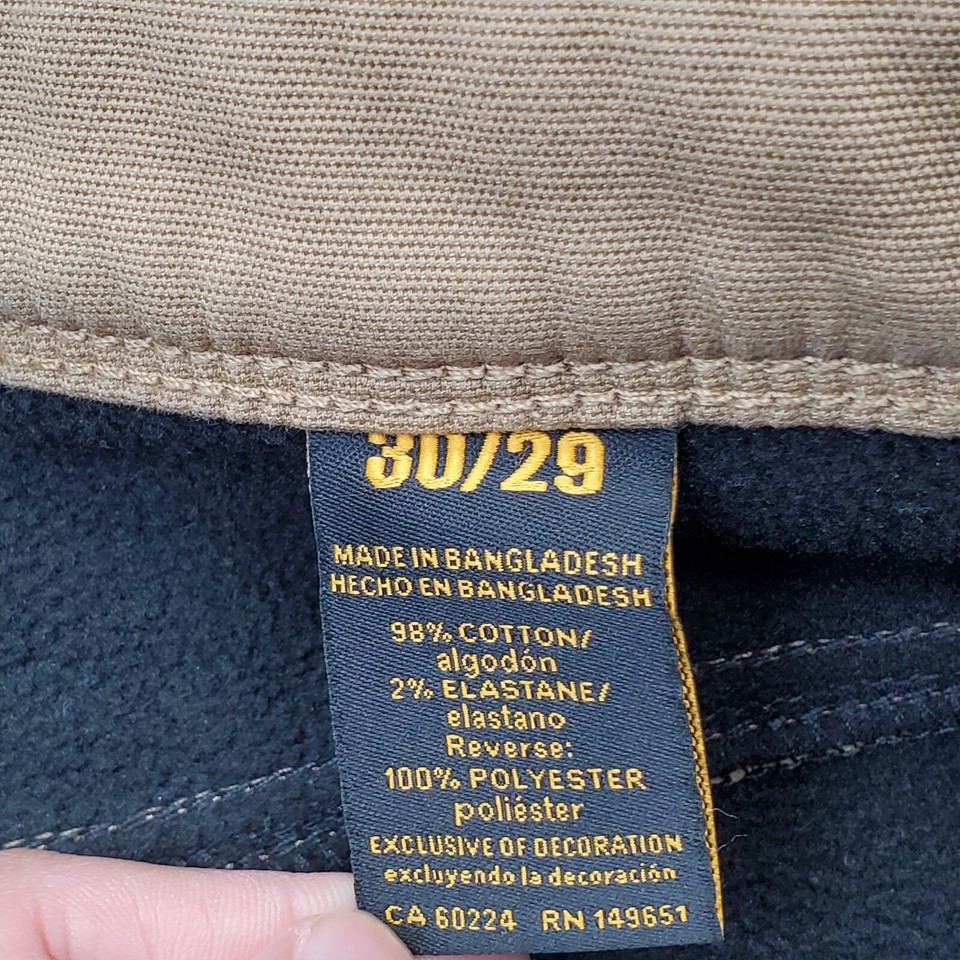 30/29
MADE IN BANGLADESH
HECHO EN BANGLADESH
98% COTTON/
algodón
2% ELASTANE/
elastano
Reverse:
100% POLYESTER
poliéster
EXCLUSIVE OF DECORATION
excluyendo la decoración
CA 60224 RN 149651